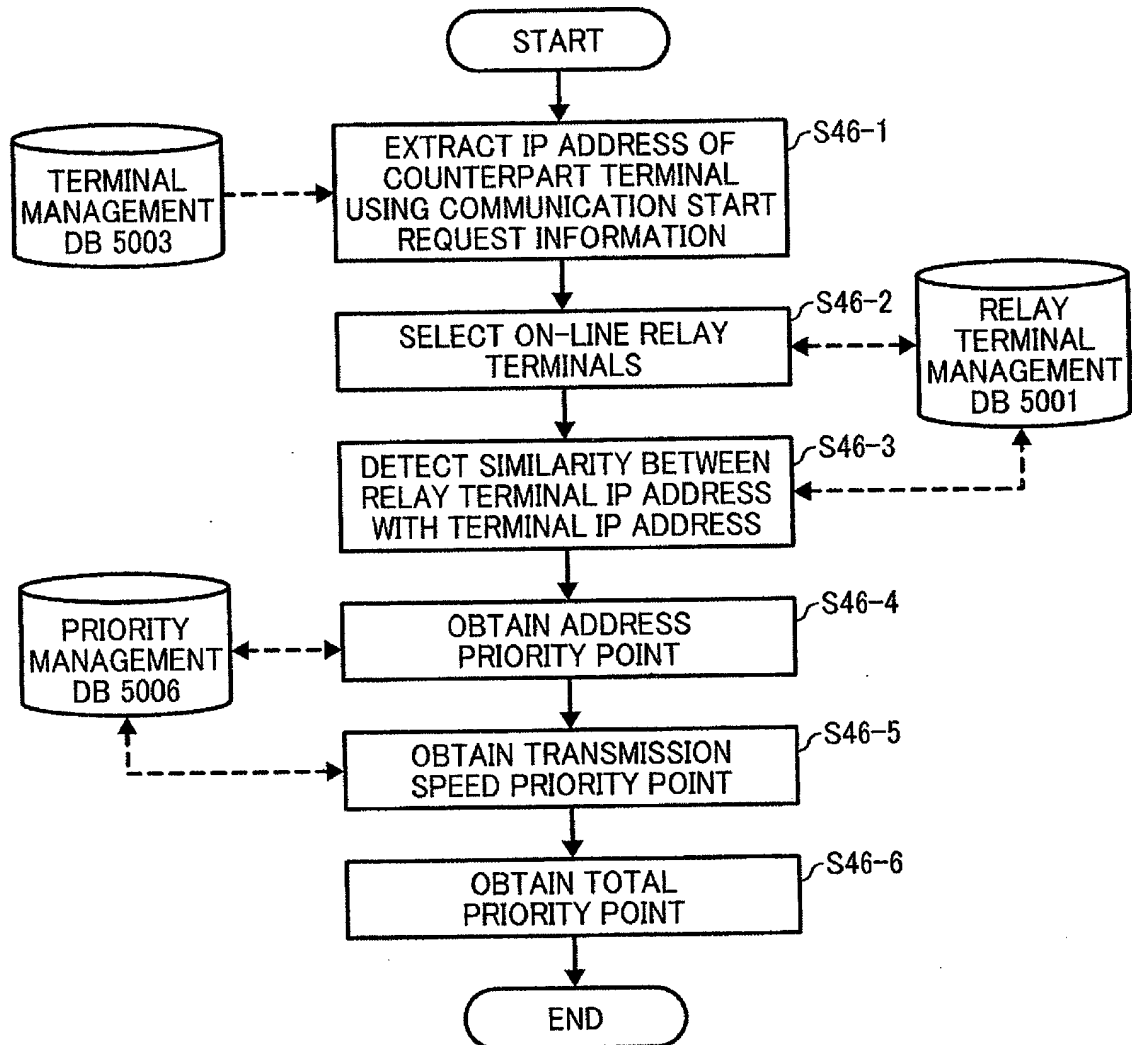 START
S46-1
EXTRACT IP ADDRESS OF
COUNTERPART TERMINAL
USING COMMUNICATION START
REQUEST INFORMATION
TERMINAL
MANAGEMENT
DB 5003
S46-2
SELECT ON-LINE RELAY
TERMINALS
RELAY
TERMINAL
MANAGEMENT
DB 5001
S46-3
DETECT SIMILARITY BETWEEN
RELAY TERMINAL IP ADDRESS
WITH TERMINAL IP ADDRESS
S46-4
OBTAIN ADDRESS
PRIORITY POINT
PRIORITY
MANAGEMENT
DB 5006
S46-5
OBTAIN TRANSMISSION
SPEED PRIORITY POINT
S46-6
OBTAIN TOTAL
PRIORITY POINT
END